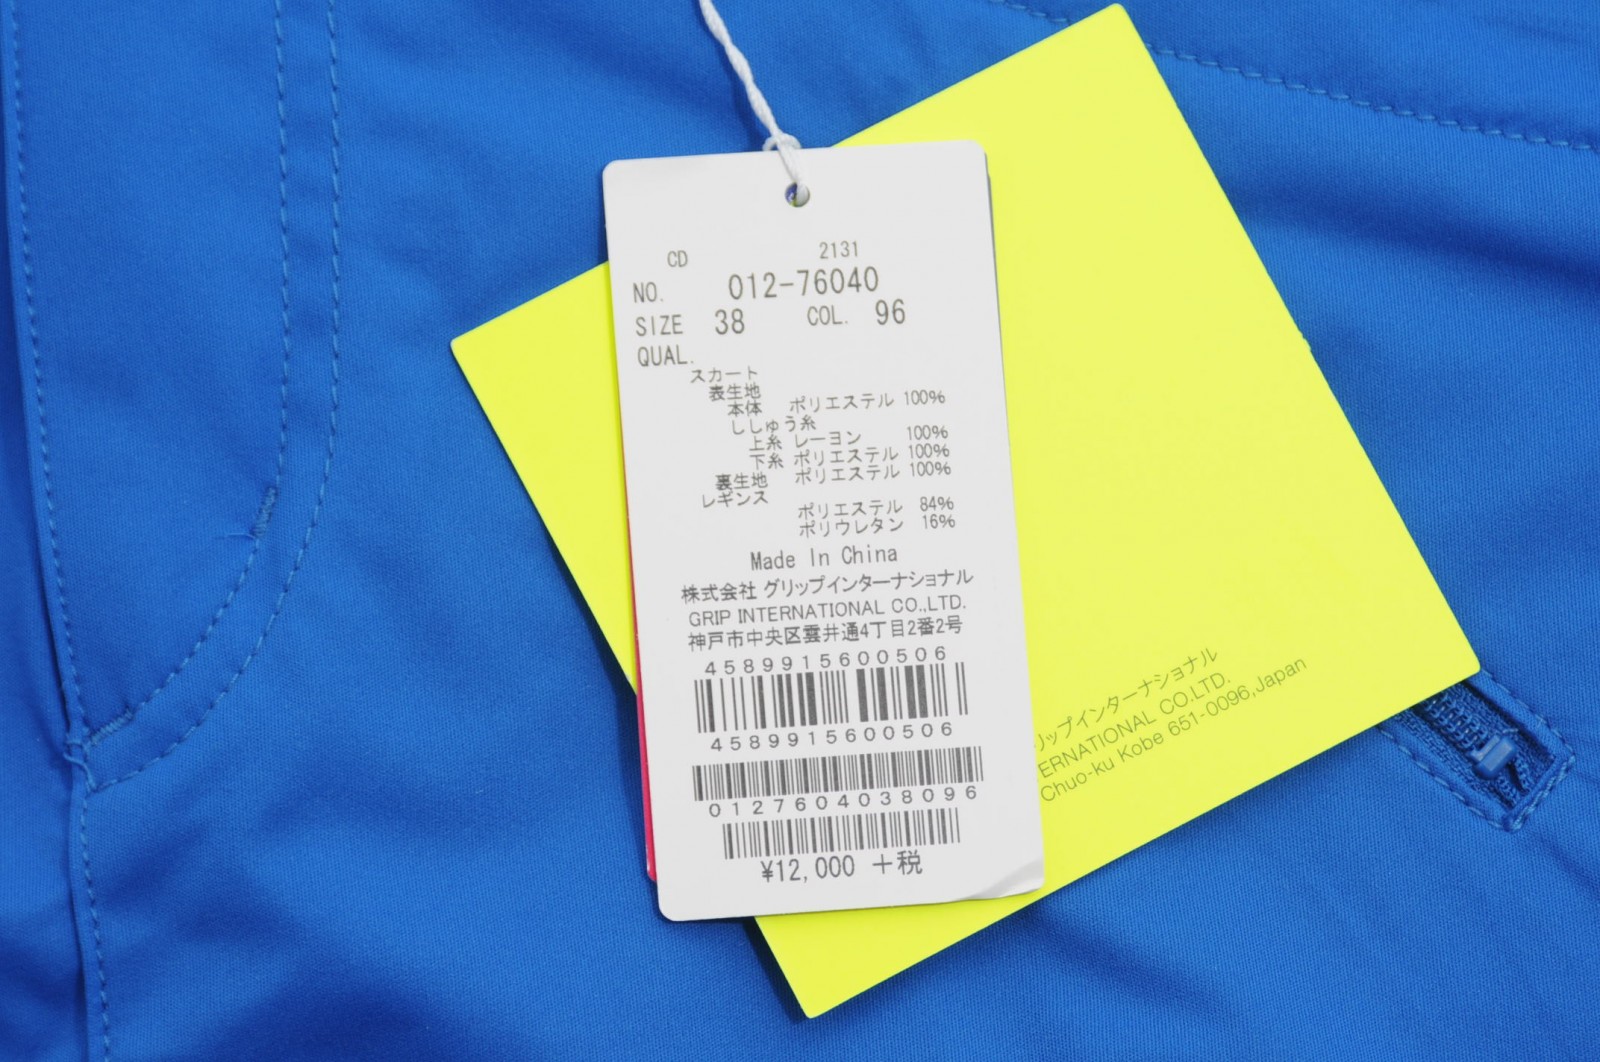 CD 2131
NO. 012-76040
SIZE 38 COL. 96
QUAL.
スカート
表生地
本体 ポリエステル 100%
ししゅう糸
上糸 レーヨン 100%
下糸 ポリエステル 100%
裏生地 ポリエステル 100%
レギンス
ポリエステル 84%
ポリウレタン 16%
Made In China
株式会社 グリップインターナショナル
GRIP INTERNATIONAL CO.,LTD.
神戸市中央区雲井通4丁目2番2号
4589915600506
4589915600506
0127604038096
¥12,000 +税
リップインターナショナル
ERNATIONAL CO.LTD.
Chuo-ku Kobe 651-0096,Japan